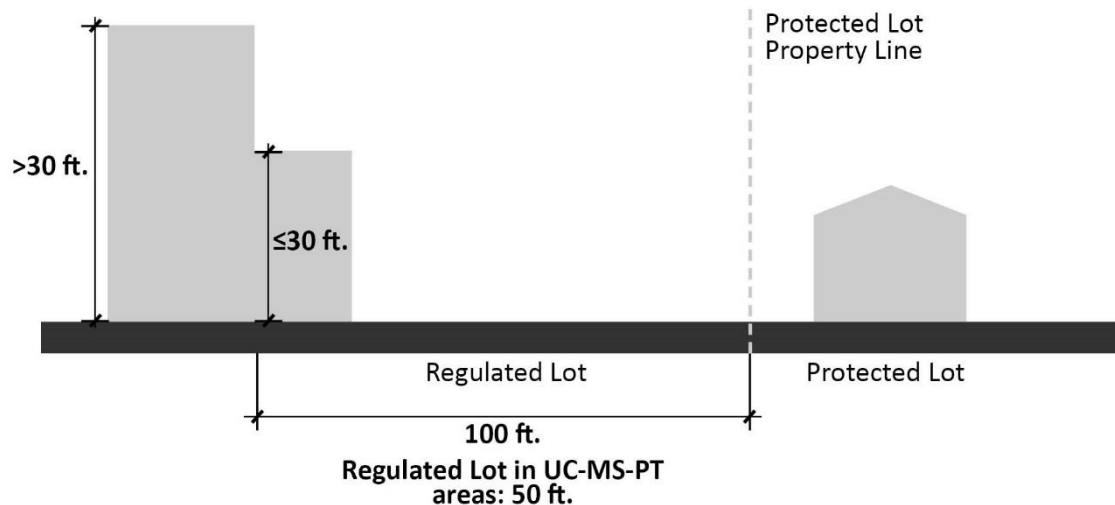 Protected Lot
Property Line
>30 ft.
≤30 ft.
Regulated Lot
Protected Lot
100 ft.
Regulated Lot in UC-MS-PT
areas: 50 ft.